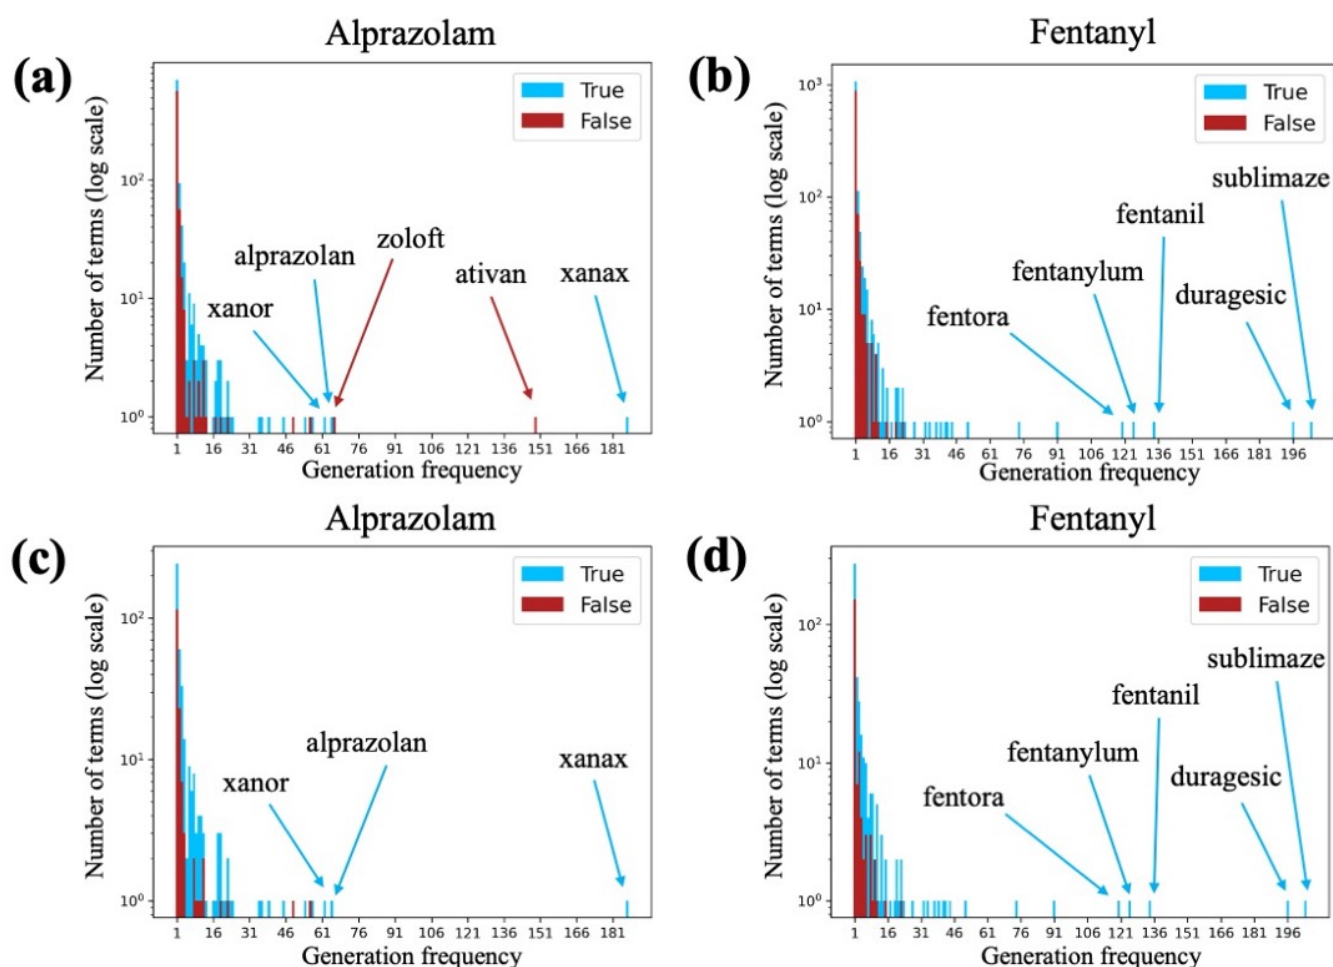 (a)
Alprazolam
Number of terms (log scale)
True
False
10²
10¹
10⁰
xanor
alprazolan
zoloft
ativan
xanax
1 16 31 46 61 76 91 106 121 136 151 166 181
Generation frequency
(b)
Fentanyl
Number of terms (log scale)
True
False
10³
10²
10¹
10⁰
sublimaze
fentanil
fentanylum
duragesic
fentora
1 16 31 46 61 76 91 106 121 136 151 166 181 196
Generation frequency
(c)
Alprazolam
Number of terms (log scale)
True
False
10²
10¹
10⁰
alprazolan
xanor
xanax
1 16 31 46 61 76 91 106 121 136 151 166 181
Generation frequency
(d)
Fentanyl
Number of terms (log scale)
True
False
10²
10¹
10⁰
sublimaze
fentanil
fentanylum
duragesic
fentora
1 16 31 46 61 76 91 106 121 136 151 166 181 196
Generation frequency